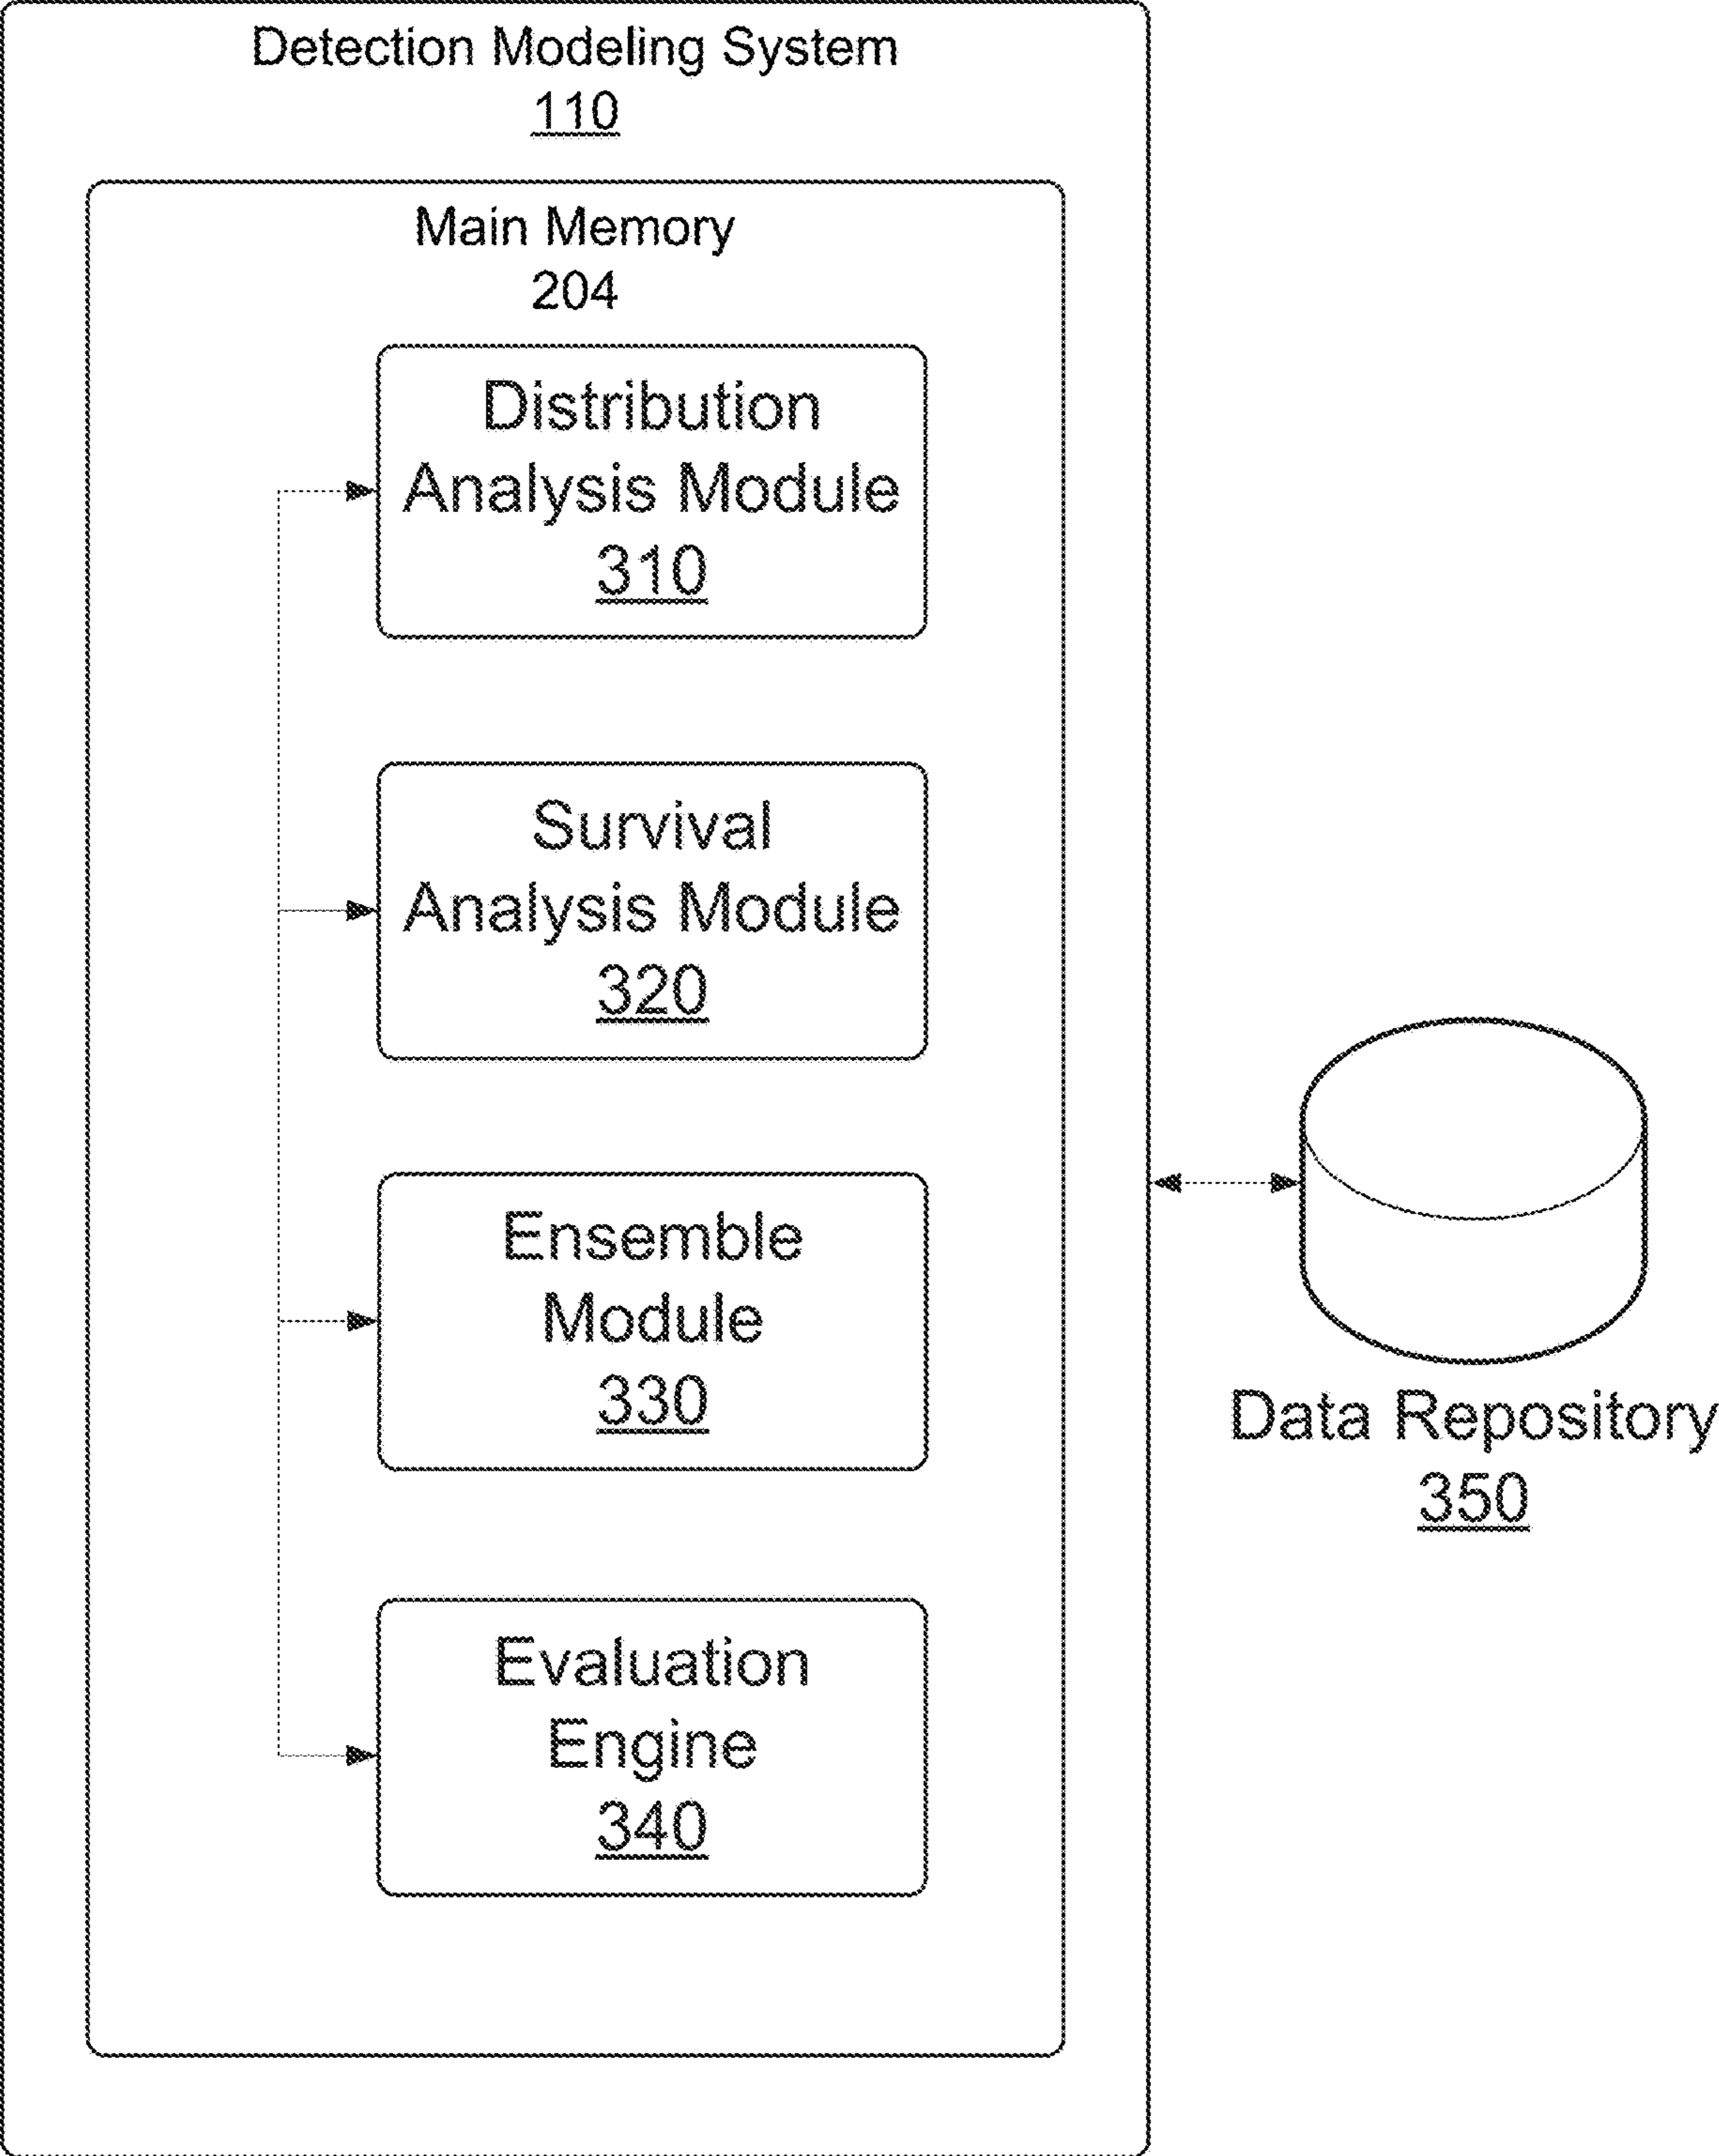 Detection Modeling System
110
Main Memory
204
Distribution
Analysis Module
310
Survival
Analysis Module
320
Ensemble
Module
330
Evaluation
Engine
340
Data Repository
350